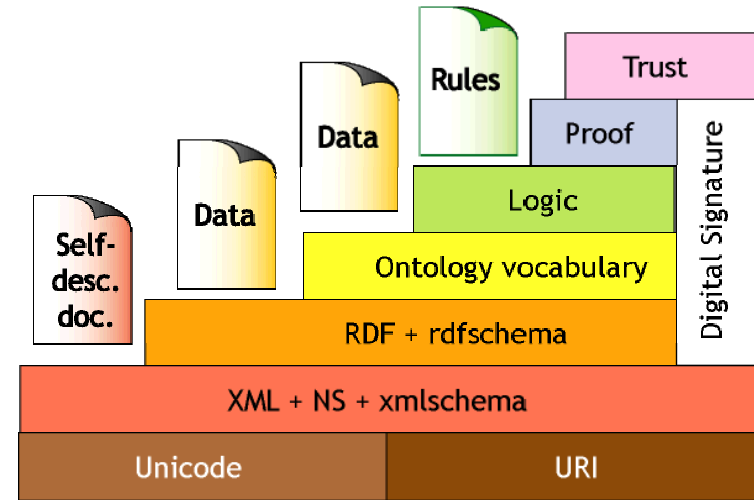 Rules
Trust
Data
Proof
Digital Signature
Data
Logic
Self-
desc.
doc.
Ontology vocabulary
RDF + rdfschema
XML + NS + xmlschema
Unicode
URI